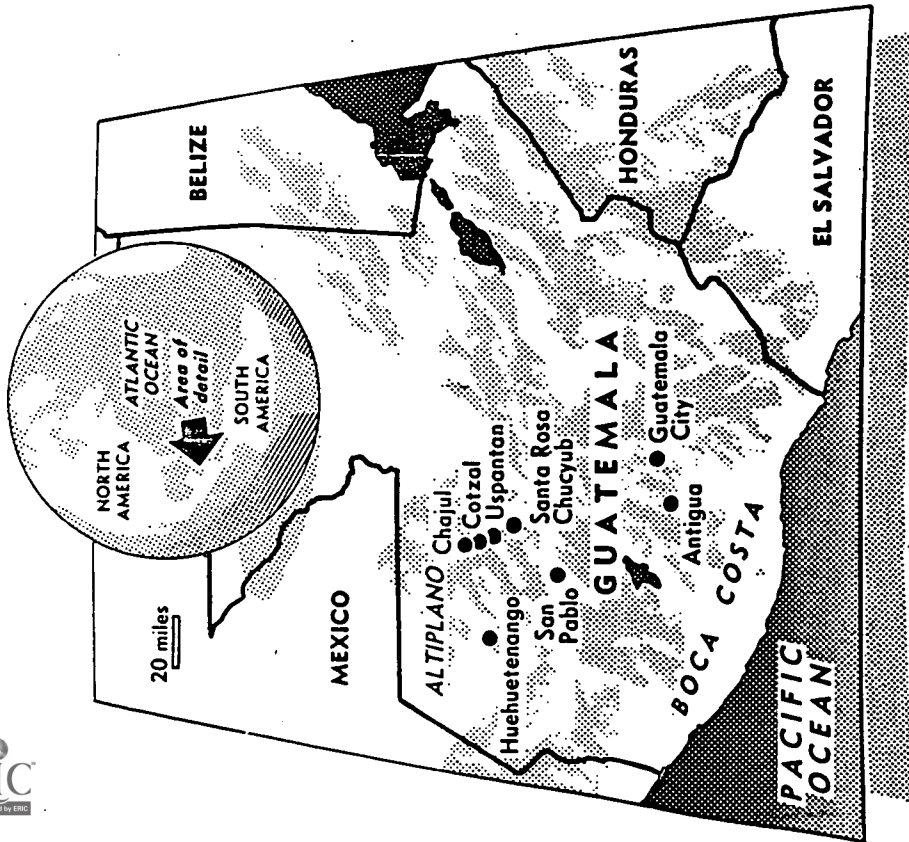 NORTH
AMERICA
ATLANTIC
OCEAN
Area of
detail
SOUTH
AMERICA
BELIZE
20 miles
MEXICO
HONDURAS
EL SALVADOR
ALTIPLANO
Chajul
Cotzal
Uspantan
Santa Rosa
Chucyub
Huehuetenango
San
Pablo
GUATEMALA
Guatemala
City
Antigua
BOCA COSTA
PACIFIC
OCEAN
by ERIC